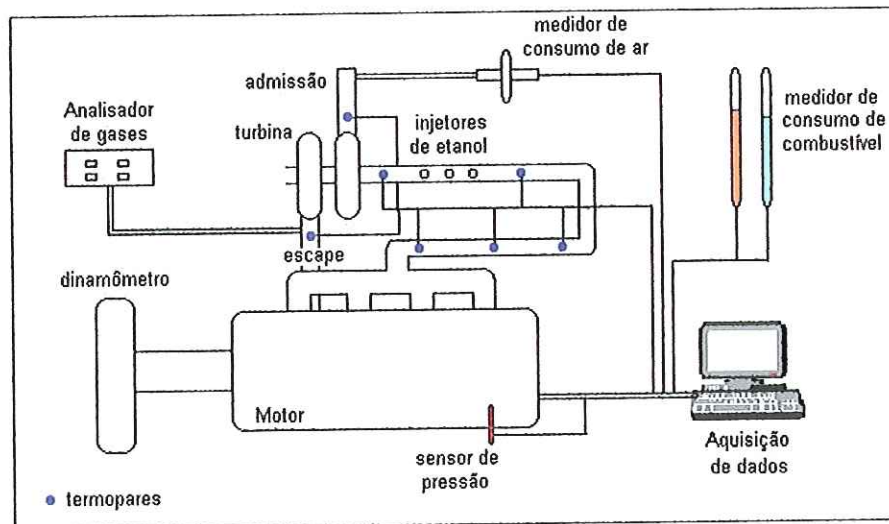 medidor de
consumo de ar
admissão
Analisador
de gases
turbina
injetores
de etanol
medidor de
consumo de
combustível
escape
dinamômetro
Motor
sensor de
pressão
Aquisição
de dados
termopares